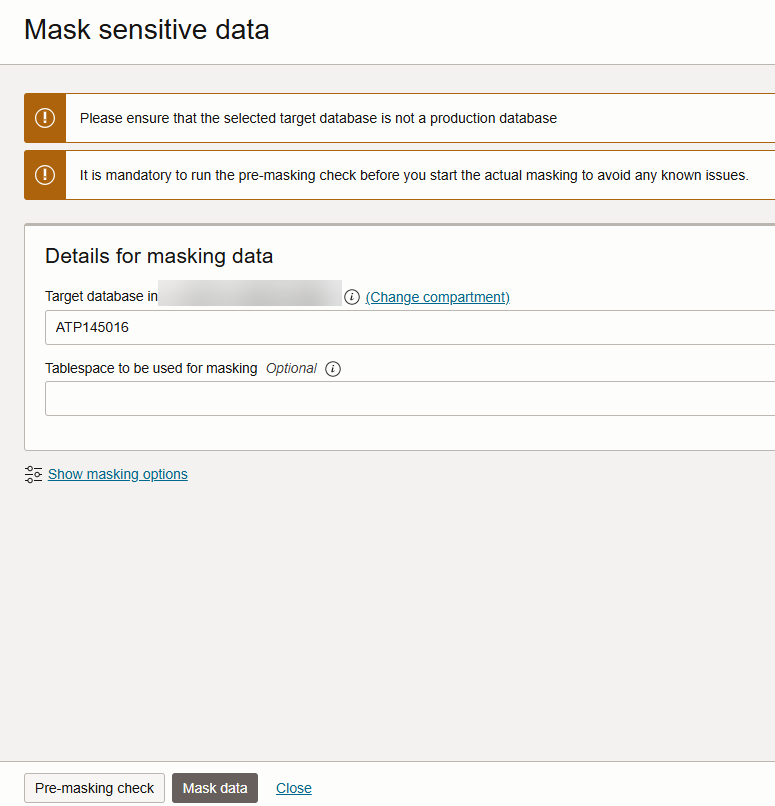 Mask sensitive data
Please ensure that the selected target database is not a production database
It is mandatory to run the pre-masking check before you start the actual masking to avoid any known issues.
Details for masking data
Target database in (Change compartment)
ATP145016
Tablespace to be used for masking Optional
Show masking options
Pre-masking check Mask data Close